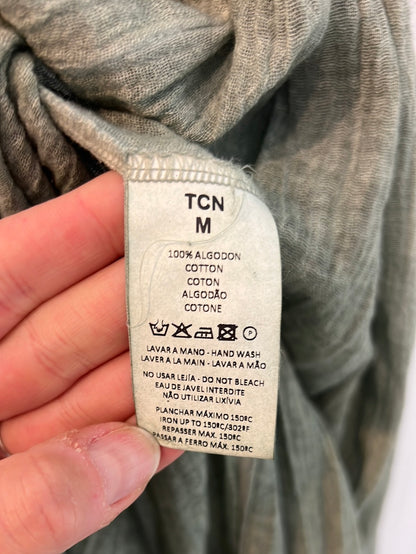 TCN
M
100% ALGODON
COTTON
COTON
ALGODÃO
COTONE
P
LAVAR A MANO - HAND WASH
LAVER A LA MAIN - LAVAR A MÃO
NO USAR LEJÍA - DO NOT BLEACH
EAU DE JAVEL INTERDITE
NÃO UTILIZAR LIXÍVIA
PLANCHAR MÁXIMO 150ºC
IRON UP TO 150ºC/302ºF
REPASSER MAX. 150ºC
PASSAR A FERRO MÁX. 150ºC